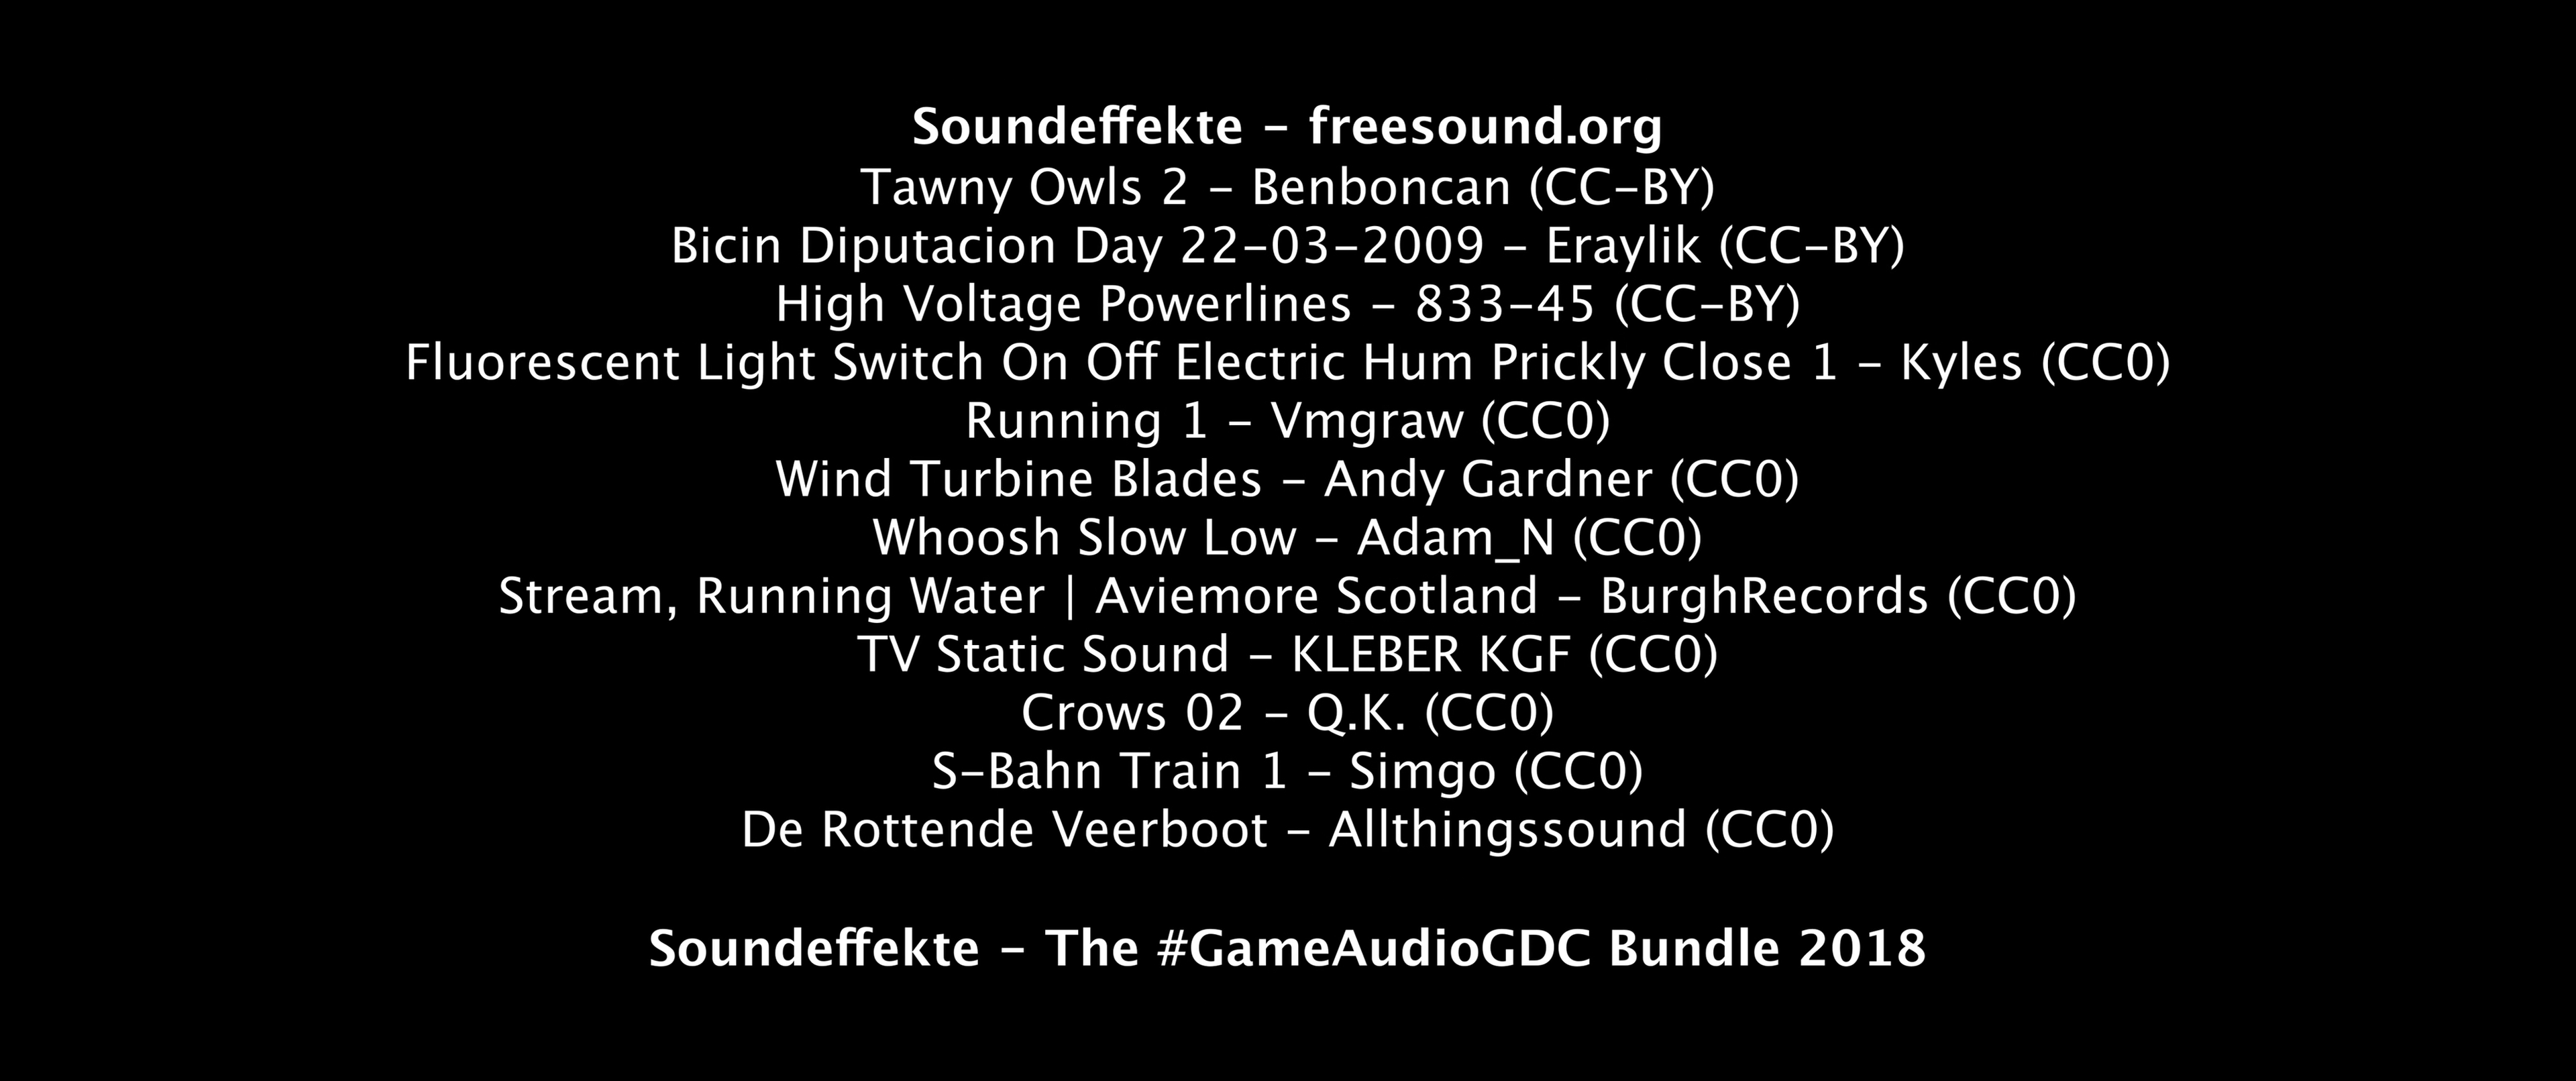 Soundeffekte - freesound.org
Tawny Owls 2 - Benboncan (CC-BY)
Bicin Diputacion Day 22-03-2009 - Eraylik (CC-BY)
High Voltage Powerlines - 833-45 (CC-BY)
Fluorescent Light Switch On Off Electric Hum Prickly Close 1 - Kyles (CC0)
Running 1 - Vmgraw (CC0)
Wind Turbine Blades - Andy Gardner (CC0)
Whoosh Slow Low - Adam_N (CC0)
Stream, Running Water | Aviemore Scotland - BurghRecords (CC0)
TV Static Sound - KLEBER KGF (CC0)
Crows 02 - Q.K. (CC0)
S-Bahn Train 1 - Simgo (CC0)
De Rottende Veerboot - Allthingssound (CC0)
Soundeffekte - The #GameAudioGDC Bundle 2018